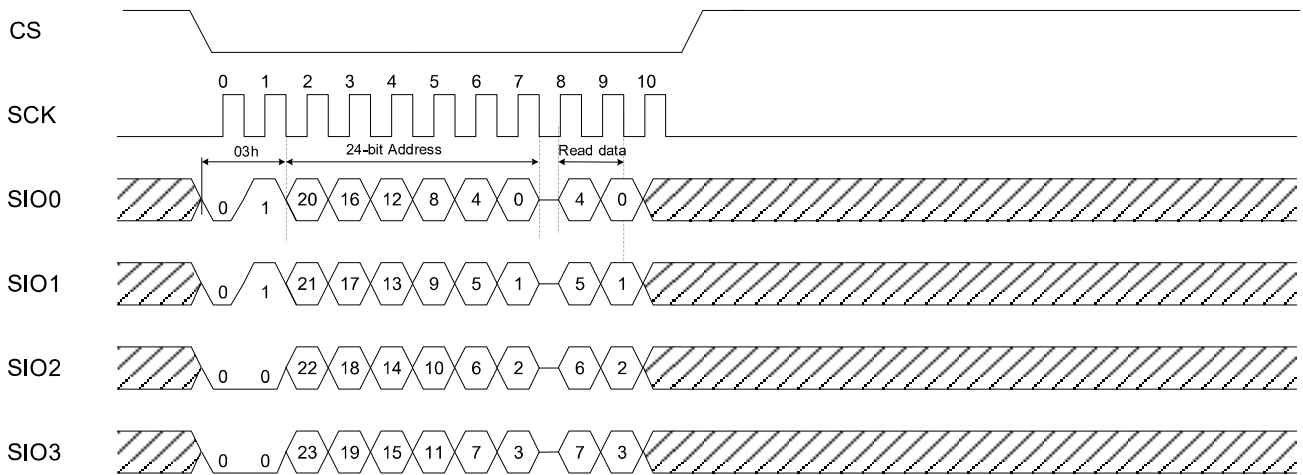 CS
0 1 2 3 4 5 6 7 8 9 10
SCK
03h 24-bit Address Read data
SIO0 0 1 20 16 12 8 4 0 4 0
SIO1 0 1 21 17 13 9 5 1 5 1
SIO2 0 0 22 18 14 10 6 2 6 2
SIO3 0 0 23 19 15 11 7 3 7 3